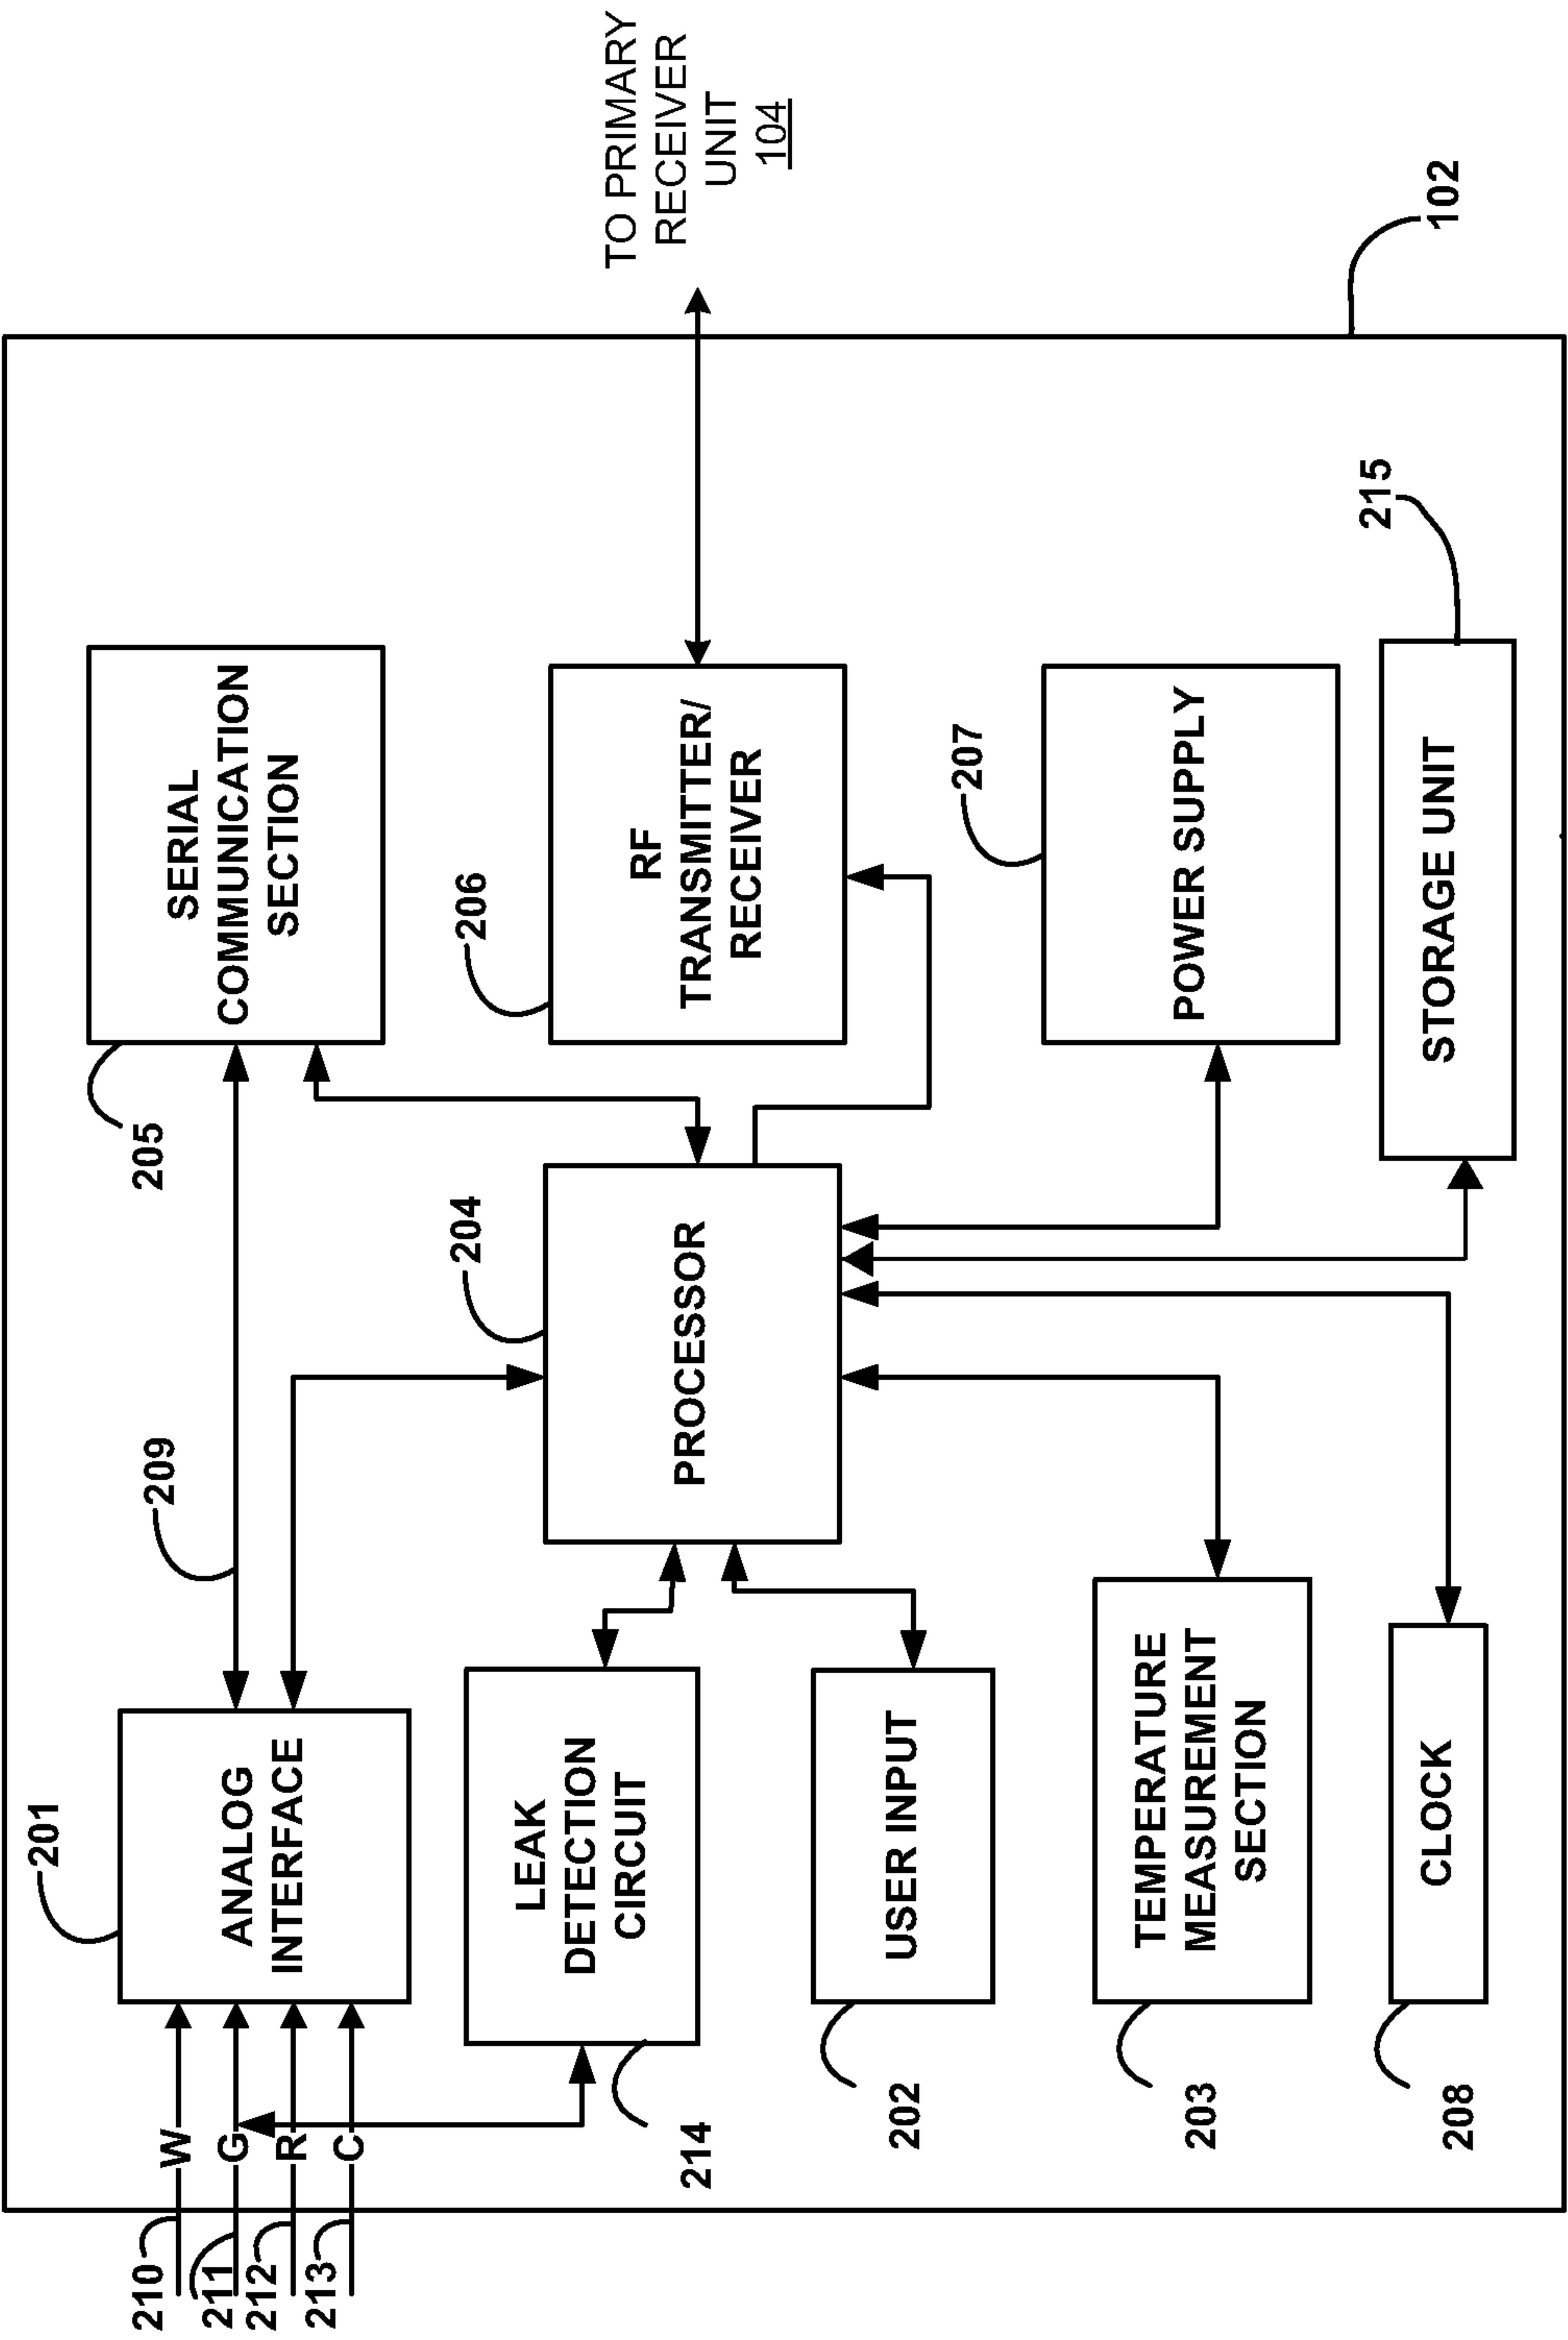 210
211
212
213
W
G
R
C
201
ANALOG
INTERFACE
209
205
SERIAL
COMMUNICATION
SECTION
214
LEAK
DETECTION
CIRCUIT
204
PROCESSOR
206
RF
TRANSMITTER/
RECEIVER
TO PRIMARY
RECEIVER
UNIT
104
202
USER INPUT
203
TEMPERATURE
MEASUREMENT
SECTION
207
POWER SUPPLY
208
CLOCK
215
STORAGE UNIT
102